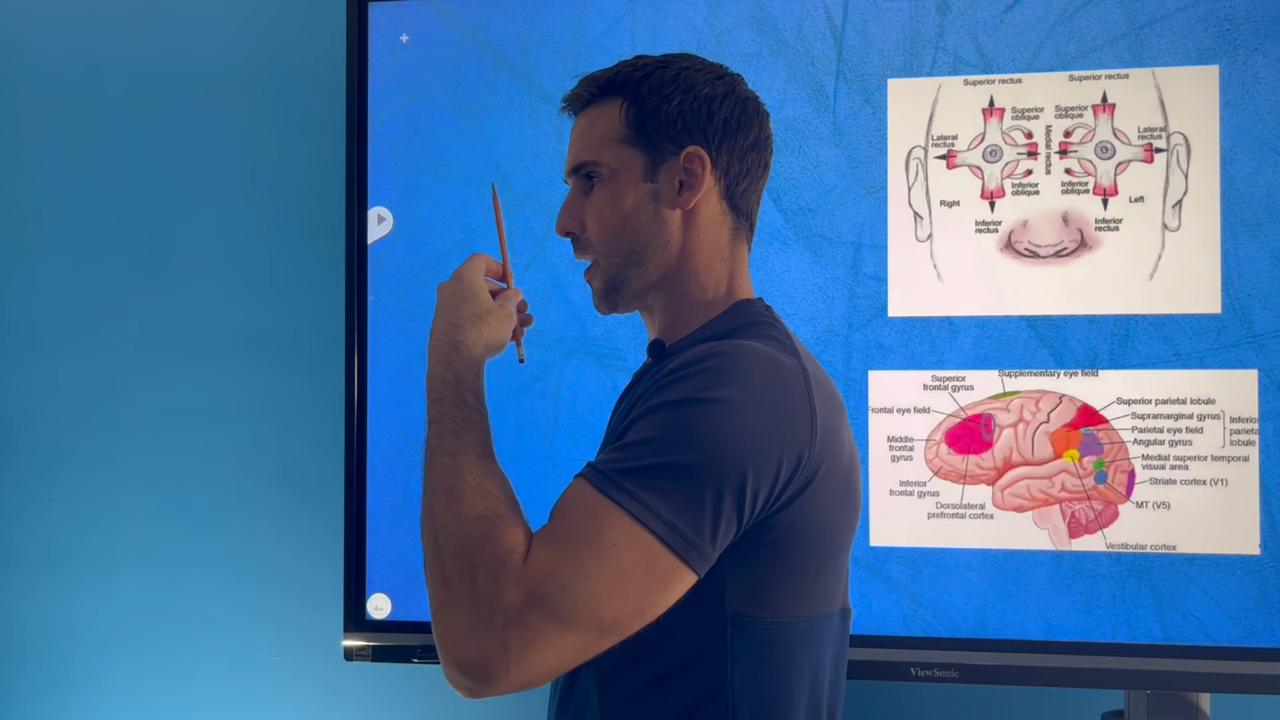 Superior rectus
Superior rectus
Superior
oblique
Superior
oblique
Lateral
rectus
Medial rectus
Lateral
rectus
Inferior
oblique
Inferior
oblique
Right
Left
Inferior
rectus
Inferior
rectus
Supplementary eye field
Superior
frontal gyrus
Frontal eye field
Middle
frontal
gyrus
Inferior
frontal gyrus
Dorsolateral
prefrontal cortex
Superior parietal lobule
Supramarginal gyrus
Parietal eye field
Angular gyrus
Inferio
parieta
lobule
Medial superior temporal
visual area
Striate cortex (V1)
MT (V5)
Vestibular cortex
ViewSonic